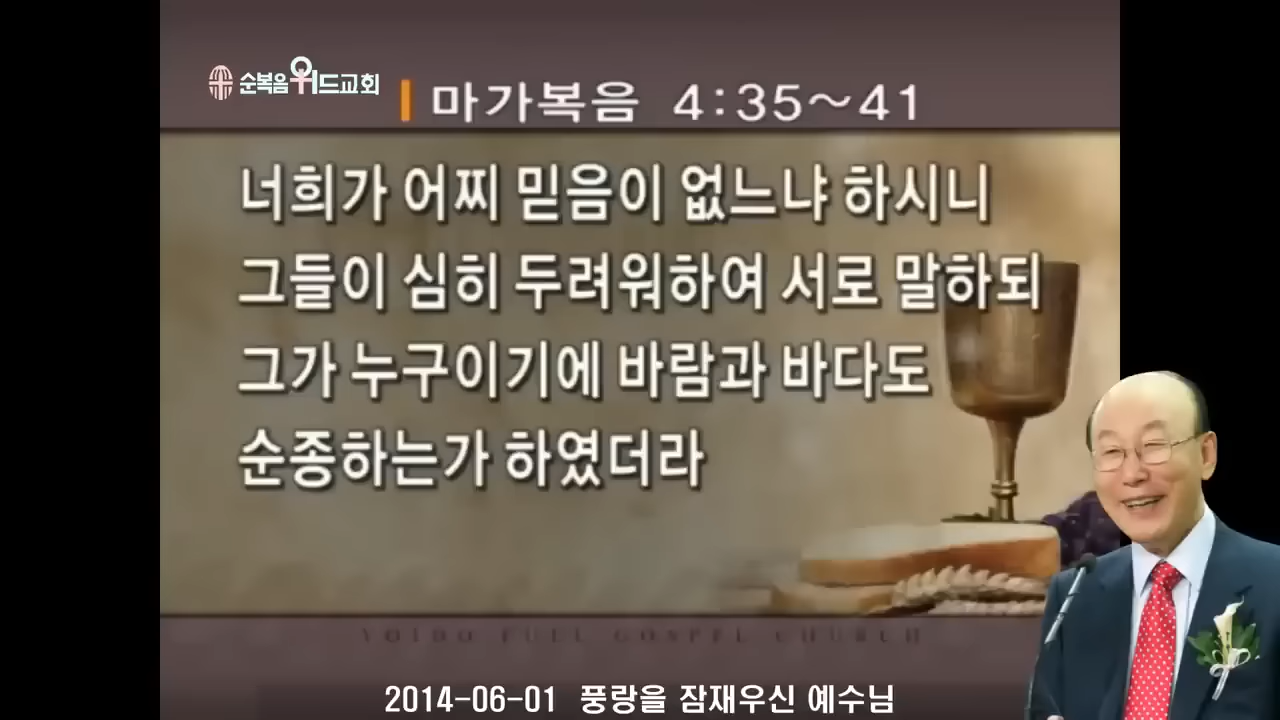 순복음위드교회
마가복음 4:35~41
너희가 어찌 믿음이 없느냐 하시니
그들이 심히 두려워하여 서로 말하되
그가 누구이기에 바람과 바다도
순종하는가 하였더라
YOIDO FULL GOSPEL CHURCH
2014-06-01 풍랑을 잠재우신 예수님